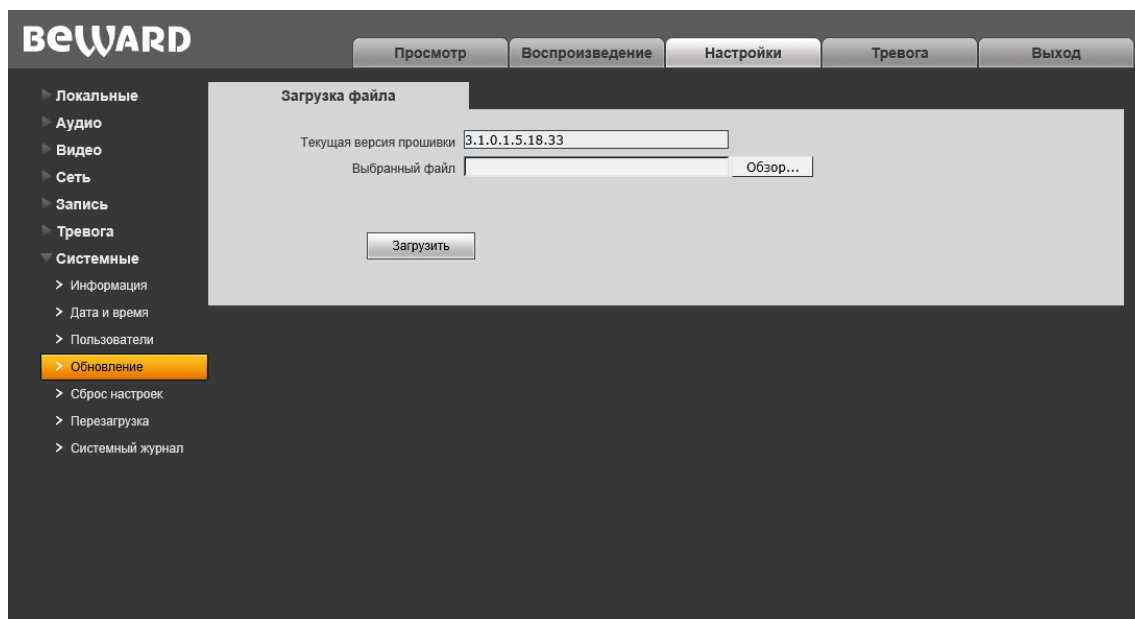 BEWARD
Просмотр
Воспроизведение
Настройки
Тревога
Выход
Локальные
Аудио
Видео
Сеть
Запись
Тревога
Системные
> Информация
> Дата и время
> Пользователи
> Обновление
> Сброс настроек
> Перезагрузка
> Системный журнал
Загрузка файла
Текущая версия прошивки 3.1.0.1.5.18.33
Выбранный файл Обзор...
Загрузить